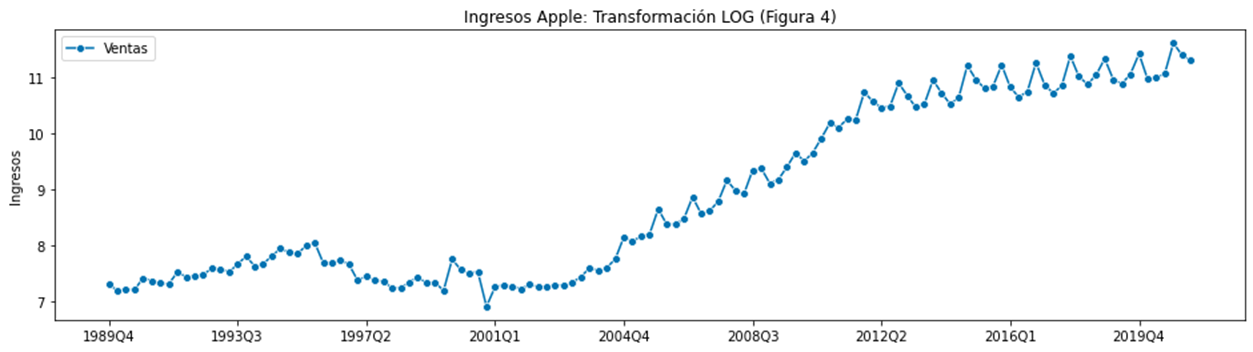 Ingresos Apple: Transformación LOG (Figura 4)
Ventas
Ingresos
11
10
9
8
7
1989Q4 1993Q3 1997Q2 2001Q1 2004Q4 2008Q3 2012Q2 2016Q1 2019Q4